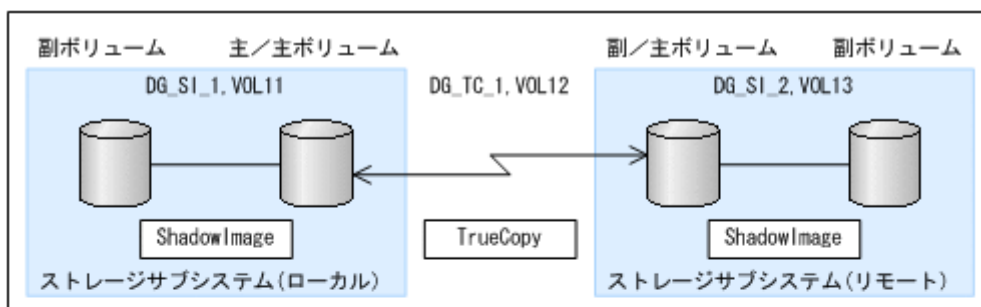 副ボリューム 主／主ボリューム 副／主ボリューム 副ボリューム
DG_SI_1,VOL11 DG_TC_1,VOL12 DG_SI_2,VOL13
ShadowImage TrueCopy ShadowImage
ストレージサブシステム(ローカル) ストレージサブシステム(リモート)